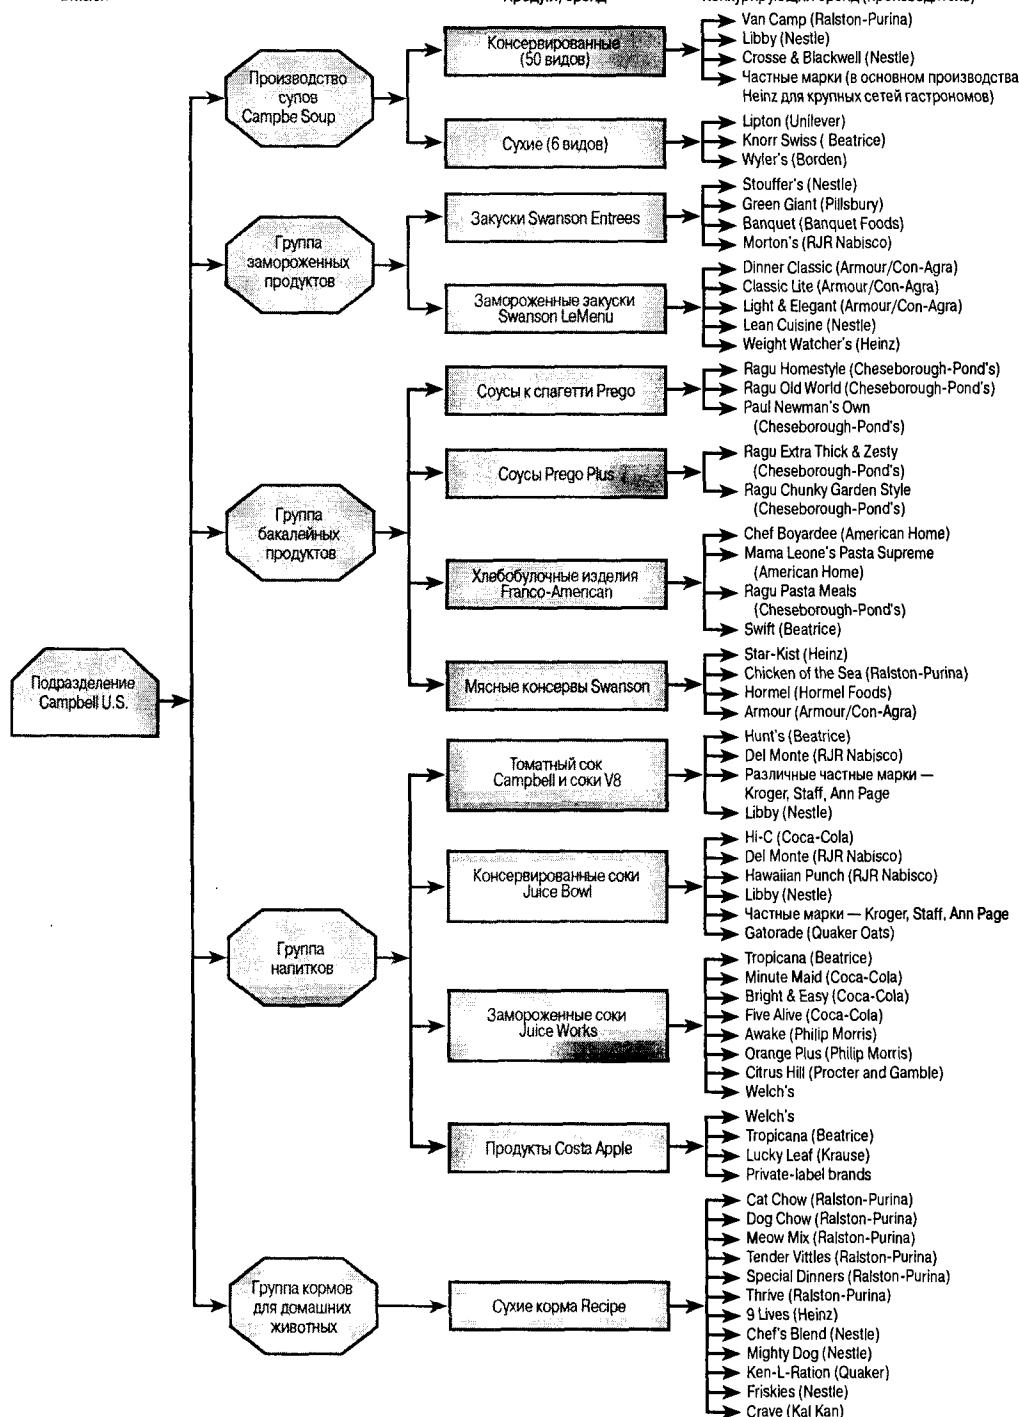 Van Camp (Ralston-Purina)
Libby (Nestle)
Crosse & Blackwell (Nestle)
Частные марки (в основном производства
Heinz для крупных сетей гастрономов)
Консервированные
(50 видов)
Производство
супов
Campbe Soup
Lipton (Unilever)
Knorr Swiss ( Beatrice)
Wyler's (Borden)
Сухие (6 видов)
Stouffer's (Nestle)
Green Giant (Pillsbury)
Banquet (Banquet Foods)
Morton's (RJR Nabisco)
Закуски Swanson Entrees
Группа
замороженных
продуктов
Dinner Classic (Armour/Con-Agra)
Classic Lite (Armour/Con-Agra)
Light & Elegant (Armour/Con-Agra)
Lean Cuisine (Nestle)
Weight Watcher's (Heinz)
Замороженные закуски
Swanson LeMenu
Ragu Homestyle (Cheseborough-Pond's)
Ragu Old World (Cheseborough-Pond's)
Paul Newman's Own
(Cheseborough-Pond's)
Соусы к спагетти Prego
Ragu Extra Thick & Zesty
(Cheseborough-Pond's)
Ragu Chunky Garden Style
(Cheseborough-Pond's)
Соусы Prego Plus
Группа
бакалейных
продуктов
Chef Boyardee (American Home)
Mama Leone's Pasta Supreme
(American Home)
Ragu Pasta Meals
(Cheseborough-Pond's)
Swift (Beatrice)
Хлебобулочные изделия
Franco-American
Star-Kist (Heinz)
Chicken of the Sea (Ralston-Purina)
Hormel (Hormel Foods)
Armour (Armour/Con-Agra)
Мясные консервы Swanson
Подразделение
Campbell U.S.
Hunt's (Beatrice)
Del Monte (RJR Nabisco)
Различные частные марки —
Kroger, Staff, Ann Page
Libby (Nestle)
Томатный сок
Campbell и соки V8
Hi-C (Coca-Cola)
Del Monte (RJR Nabisco)
Hawaiian Punch (RJR Nabisco)
Libby (Nestle)
Частные марки — Kroger, Staff, Ann Page
Gatorade (Quaker Oats)
Консервированные соки
Juice Bowl
Группа
напитков
Tropicana (Beatrice)
Minute Maid (Coca-Cola)
Bright & Easy (Coca-Cola)
Five Alive (Coca-Cola)
Awake (Philip Morris)
Orange Plus (Philip Morris)
Citrus Hill (Procter and Gamble)
Welch's
Замороженные соки
Juice Works
Welch's
Tropicana (Beatrice)
Lucky Leaf (Krause)
Private-label brands
Продукты Costa Apple
Cat Chow (Ralston-Purina)
Dog Chow (Ralston-Purina)
Meow Mix (Ralston-Purina)
Tender Vittles (Ralston-Purina)
Special Dinners (Ralston-Purina)
Thrive (Ralston-Purina)
9 Lives (Heinz)
Chef's Blend (Nestle)
Mighty Dog (Nestle)
Ken-L-Ration (Quaker)
Friskies (Nestle)
Crave (Kal Kan)
Группа кормов
для домашних
животных
Сухие корма Recipe